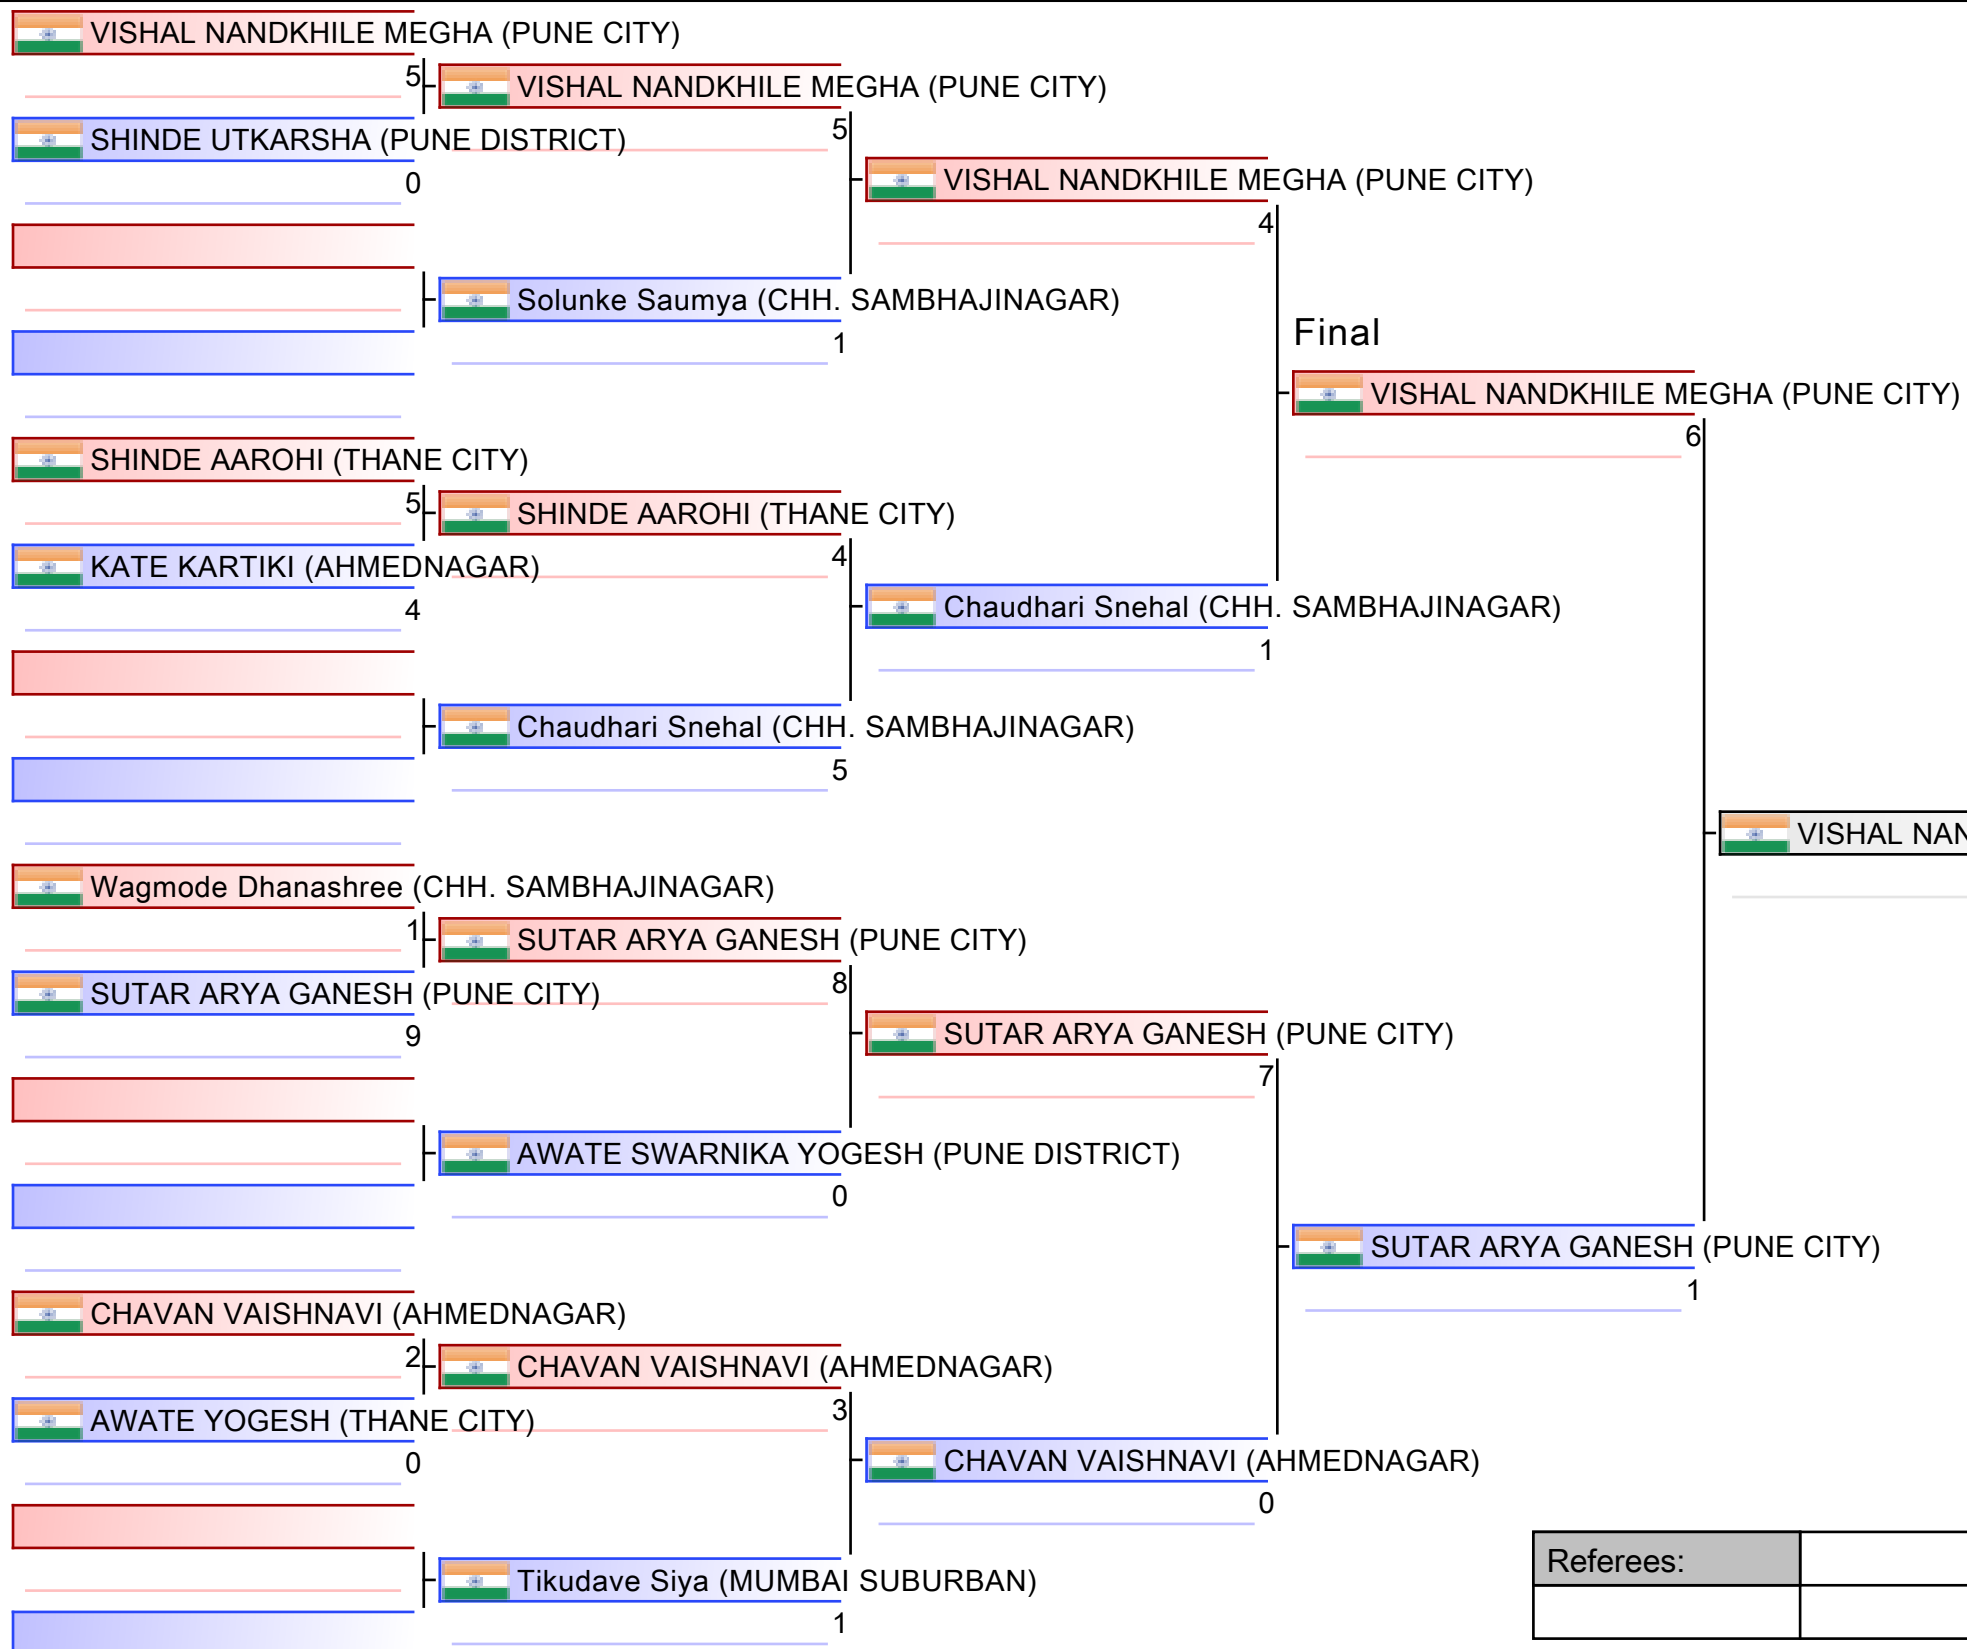 VISHAL NANDKHILE MEGHA (PUNE CITY)
5
SHINDE UTKARSHA (PUNE DISTRICT)
0
VISHAL NANDKHILE MEGHA (PUNE CITY)
5
Solunke Saumya (CHH. SAMBHAJINAGAR)
1
SHINDE AAROHI (THANE CITY)
5
KATE KARTIKI (AHMEDNAGAR)
4
SHINDE AAROHI (THANE CITY)
4
Chaudhari Snehal (CHH. SAMBHAJINAGAR)
5
VISHAL NANDKHILE MEGHA (PUNE CITY)
4
Chaudhari Snehal (CHH. SAMBHAJINAGAR)
1
Wagmode Dhanashree (CHH. SAMBHAJINAGAR)
1
SUTAR ARYA GANESH (PUNE CITY)
9
SUTAR ARYA GANESH (PUNE CITY)
8
AWATE SWARNIKA YOGESH (PUNE DISTRICT)
0
CHAVAN VAISHNAVI (AHMEDNAGAR)
2
AWATE YOGESH (THANE CITY)
0
CHAVAN VAISHNAVI (AHMEDNAGAR)
3
Tikudave Siya (MUMBAI SUBURBAN)
1
SUTAR ARYA GANESH (PUNE CITY)
7
CHAVAN VAISHNAVI (AHMEDNAGAR)
0
Final
VISHAL NANDKHILE MEGHA (PUNE CITY)
6
SUTAR ARYA GANESH (PUNE CITY)
1
VISHAL NAN
Referees: